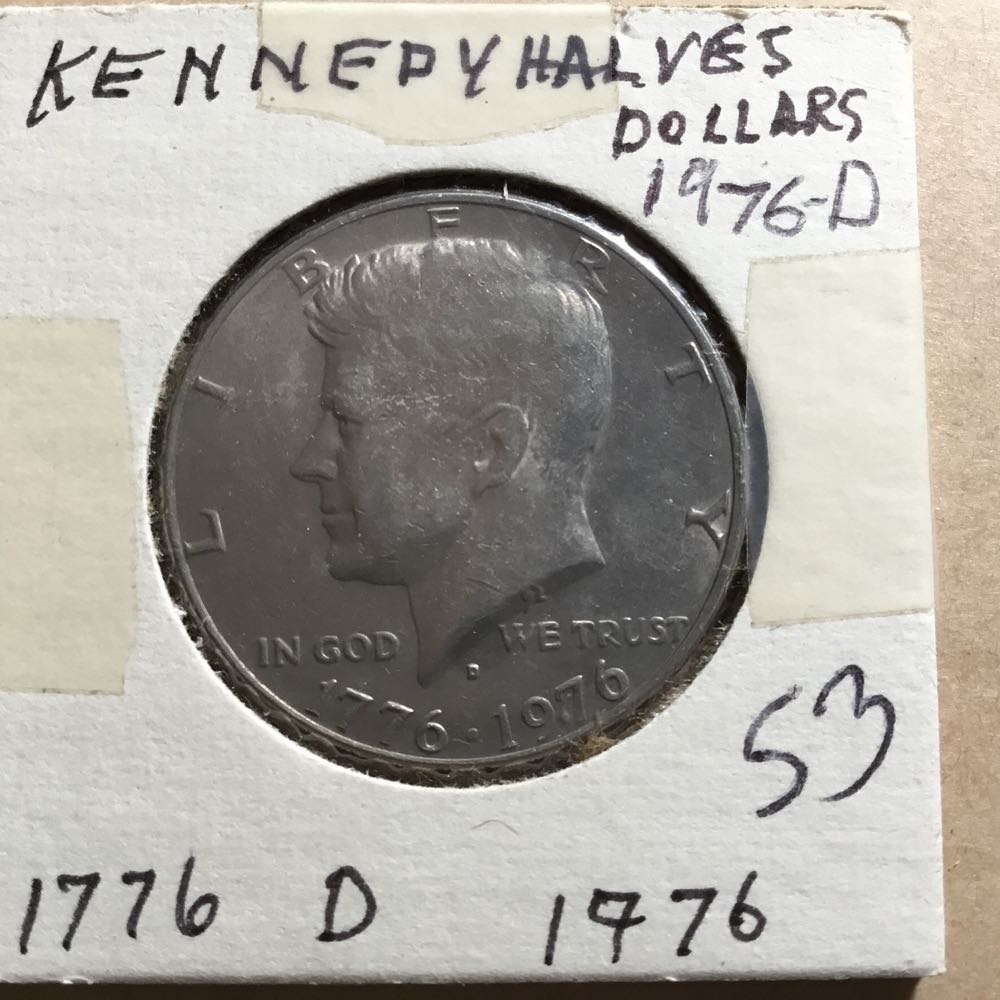 KENNEDY HALVES
DOLLARS
1976-D
LIBERTY
IN GOD WE TRUST
D
1776·1976
53
1776 D 1976